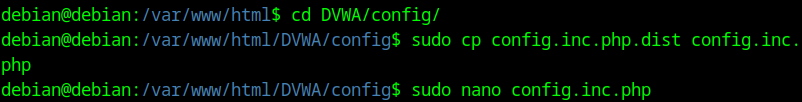 debian@debian:/var/www/html$ cd DVWA/config/
debian@debian:/var/www/html/DVWA/config$ sudo cp config.inc.php.dist config.inc.
php
debian@debian:/var/www/html/DVWA/config$ sudo nano config.inc.php